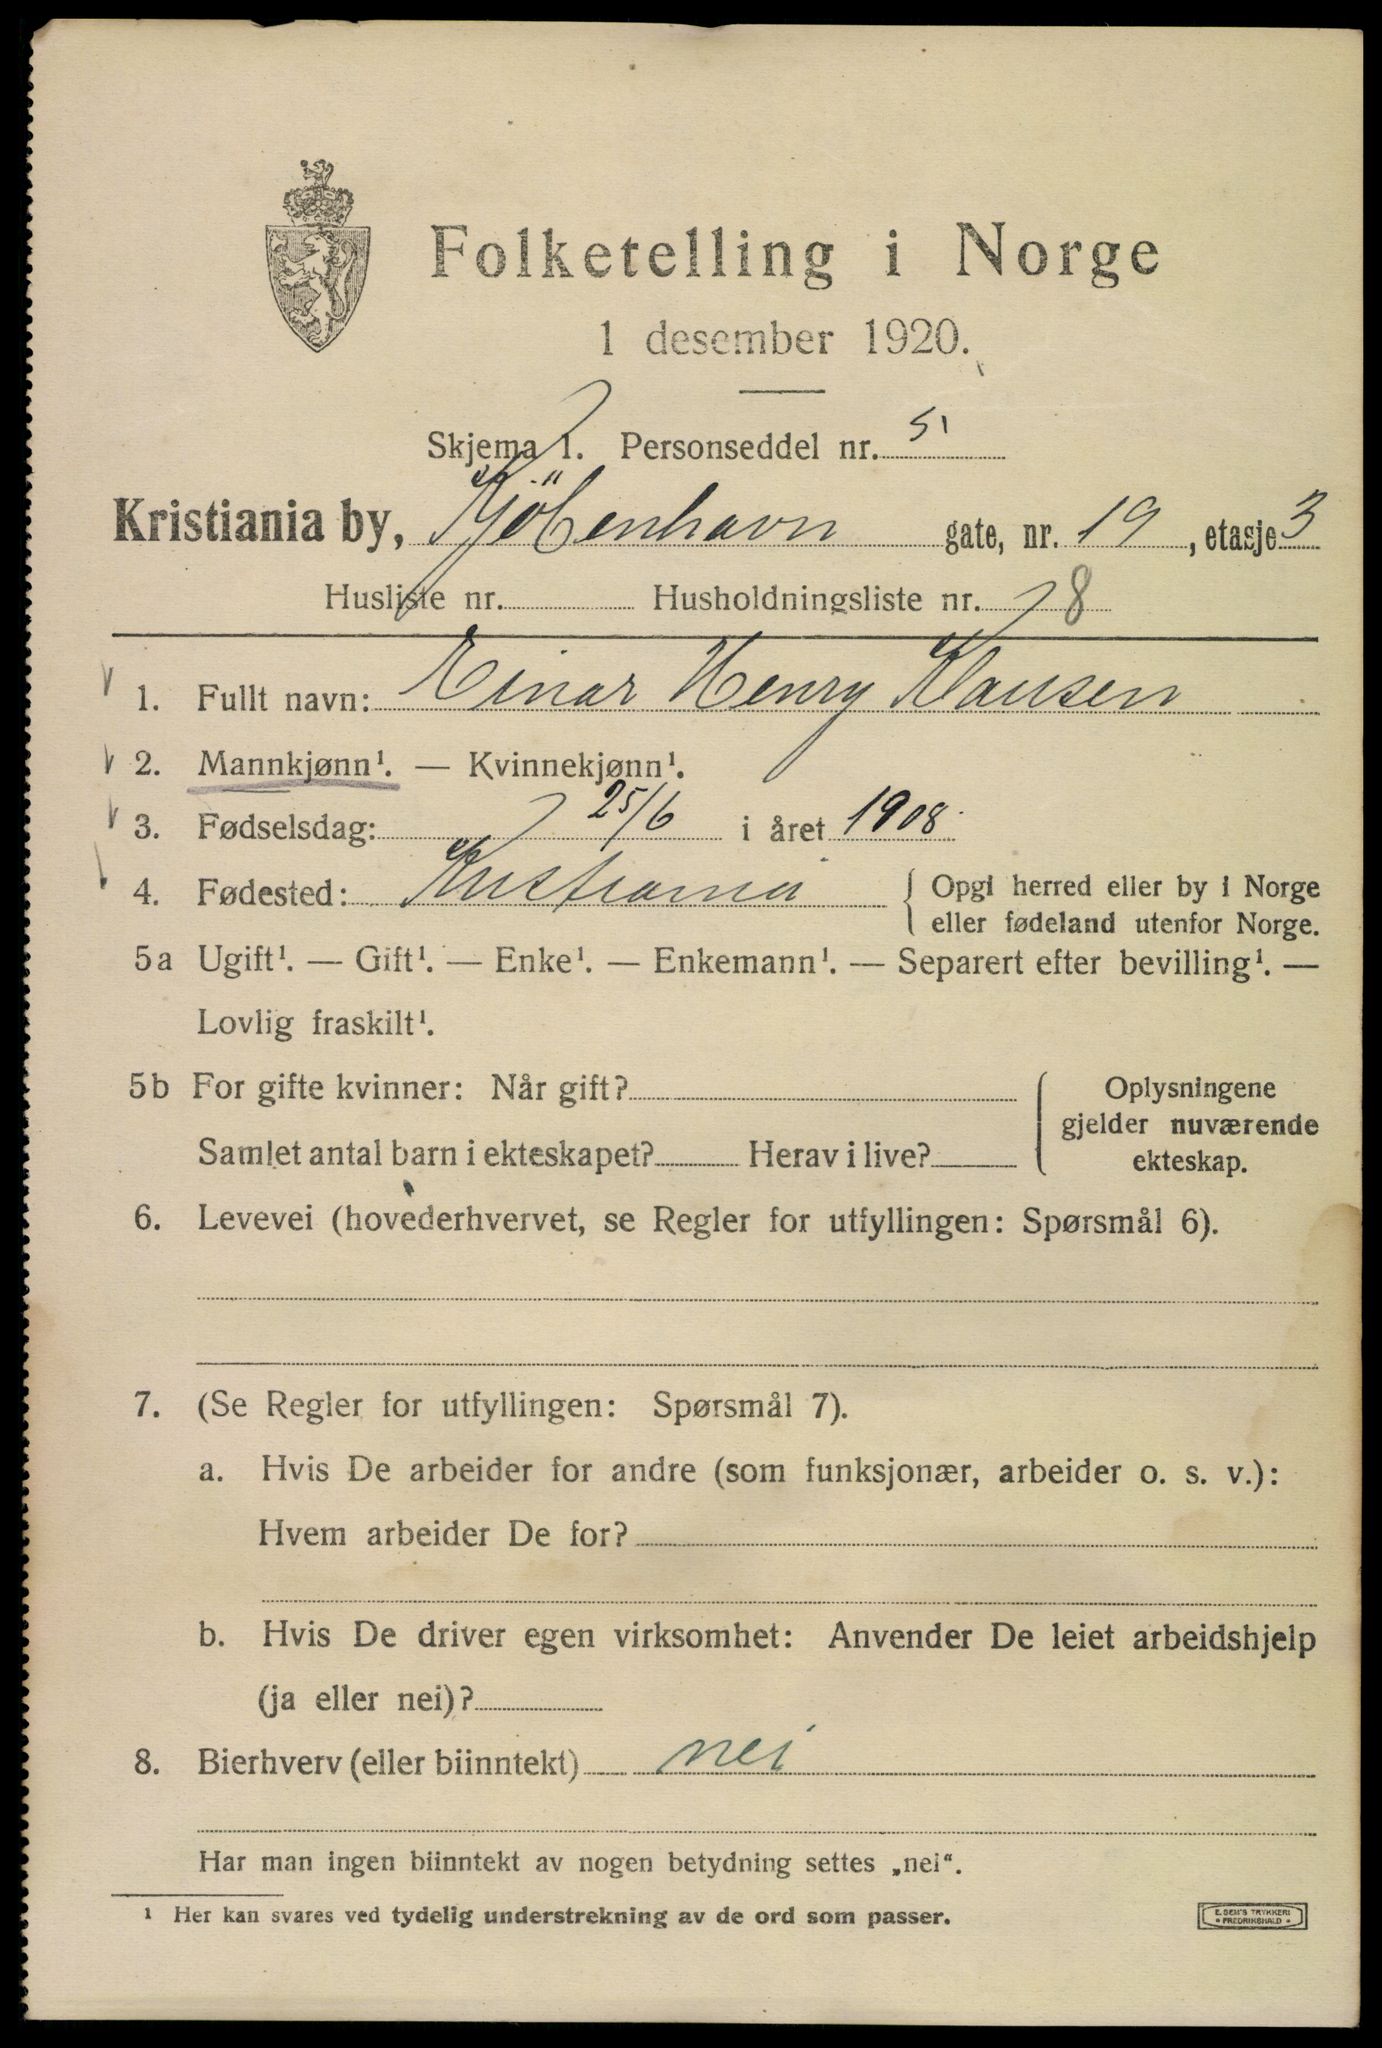 Folketelling i Norge
1 desember 1920.
Skjema 1. Personseddel nr. 5
Kristiania by, Kjöbenhavn gate, nr. 19, etasje 3
Husliste nr. Husholdningsliste nr. 8
1. Fullt navn: Einar Henry Klausen
2. Mannkjønn¹. — Kvinnekjønn¹.
3. Fødselsdag: 25/6 i året 1908.
4. Fødested: Kristiania { Opgi herred eller by i Norge
eller fødeland utenfor Norge.
5a Ugift¹. — Gift¹. — Enke¹. — Enkemann¹. — Separert efter bevilling¹. —
Lovlig fraskilt¹.
5b For gifte kvinner: Når gift? Oplysningene
gjelder nuværende
Samlet antal barn i ekteskapet? Herav i live? ekteskap.
6. Levevei (hovederhvervet, se Regler for utfyllingen: Spørsmål 6).
7. (Se Regler for utfyllingen: Spørsmål 7).
a. Hvis De arbeider for andre (som funksjonær, arbeider o. s. v.):
Hvem arbeider De for?
b. Hvis De driver egen virksomhet: Anvender De leiet arbeidshjelp
(ja eller nei)?
8. Bierhverv (eller biinntekt) nei
Har man ingen biinntekt av nogen betydning settes „nei“.
¹ Her kan svares ved tydelig understrekning av de ord som passer.
E. SEM'S TRYKKERI
• FREDRIKSHALD •